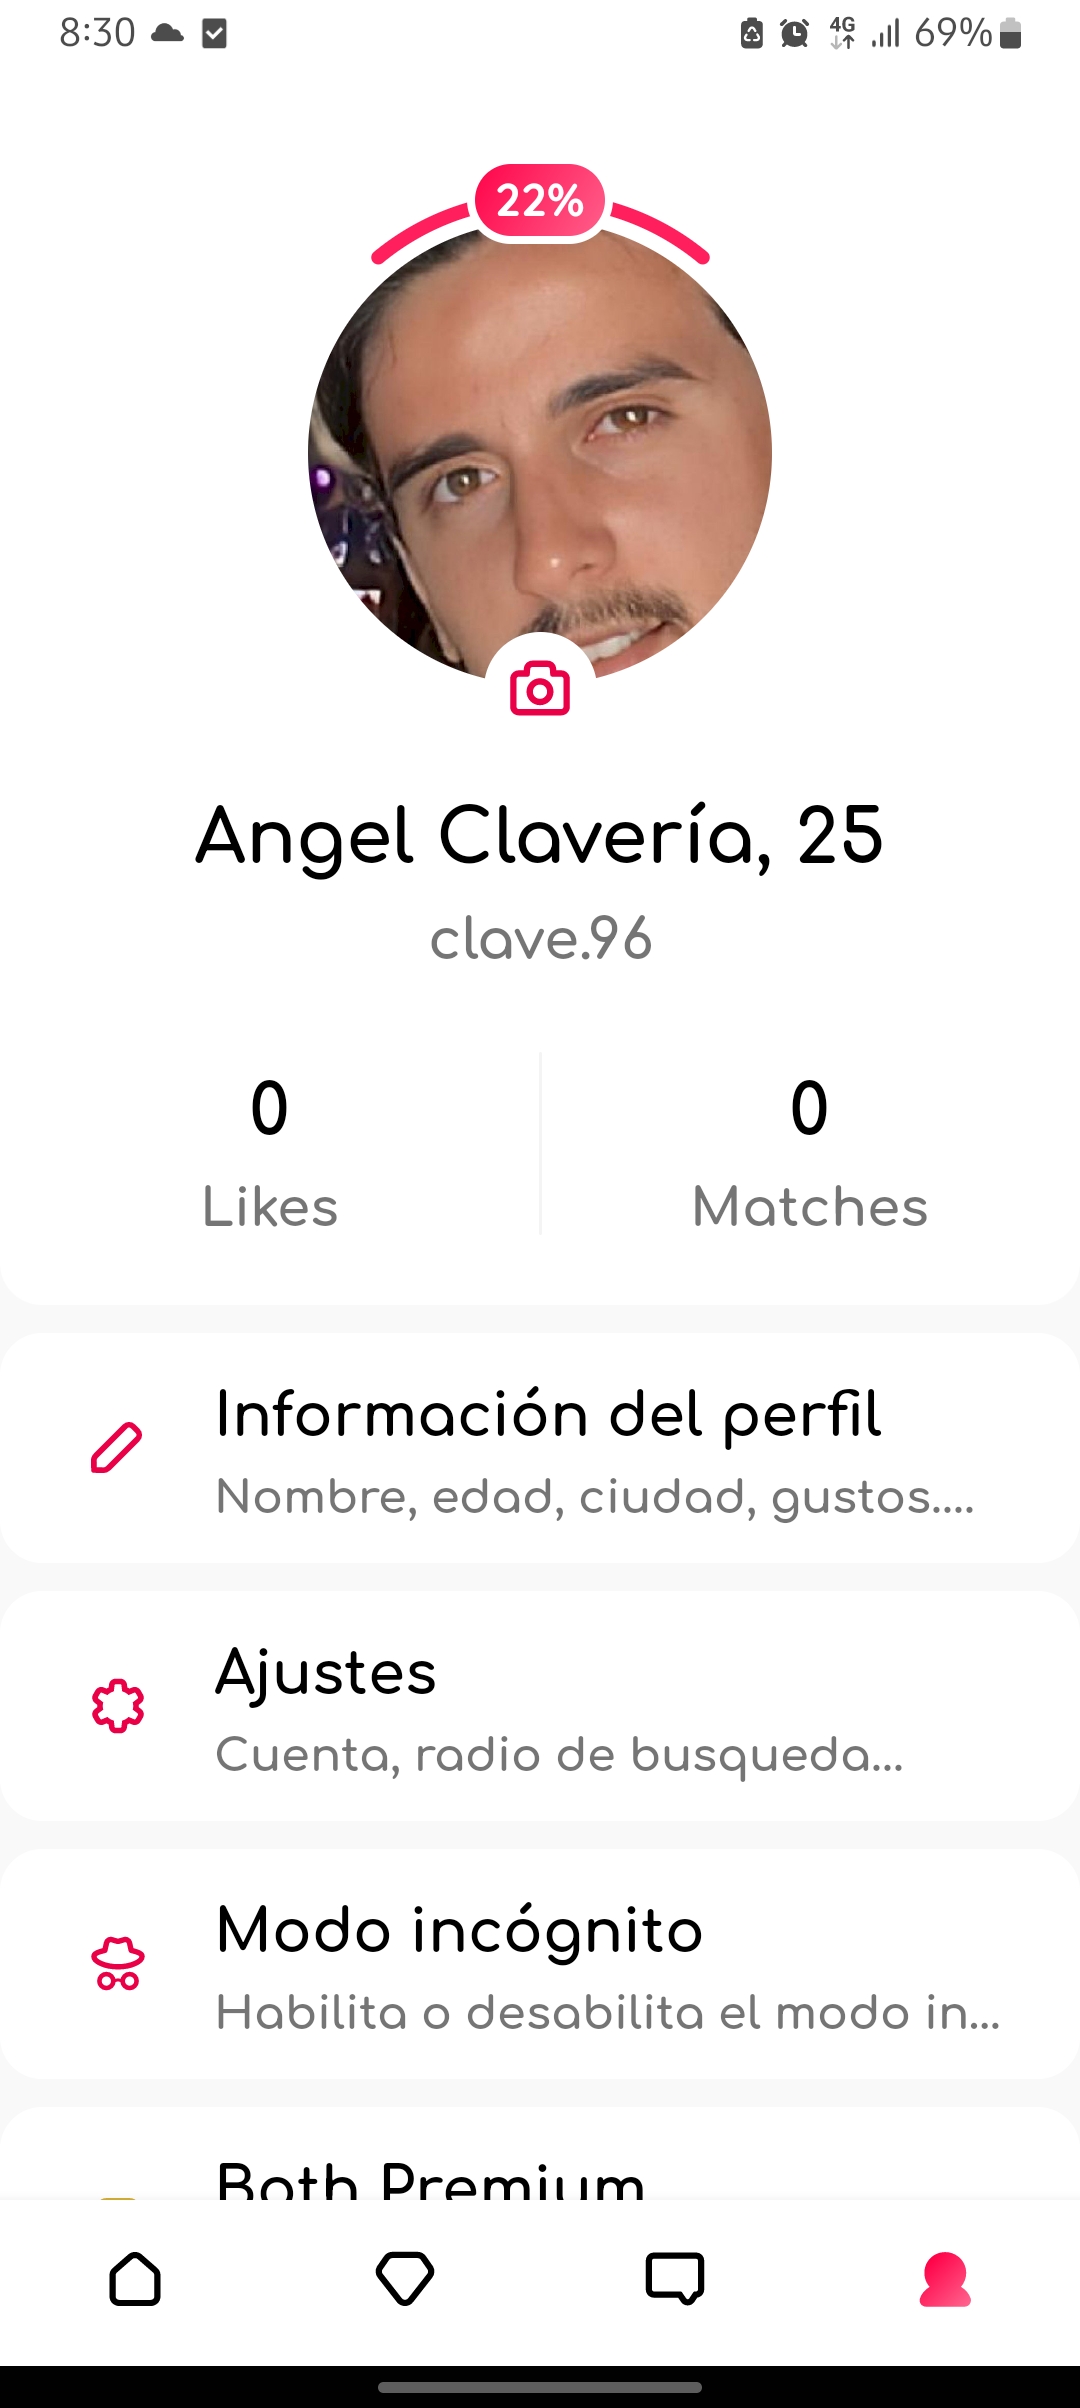 8:30 4G 69%
22%
Angel Clavería, 25
clave.96
0 0
Likes Matches
Información del perfil
Nombre, edad, ciudad, gustos....
Ajustes
Cuenta, radio de busqueda...
Modo incógnito
Habilita o desabilita el modo in...
Both Premium